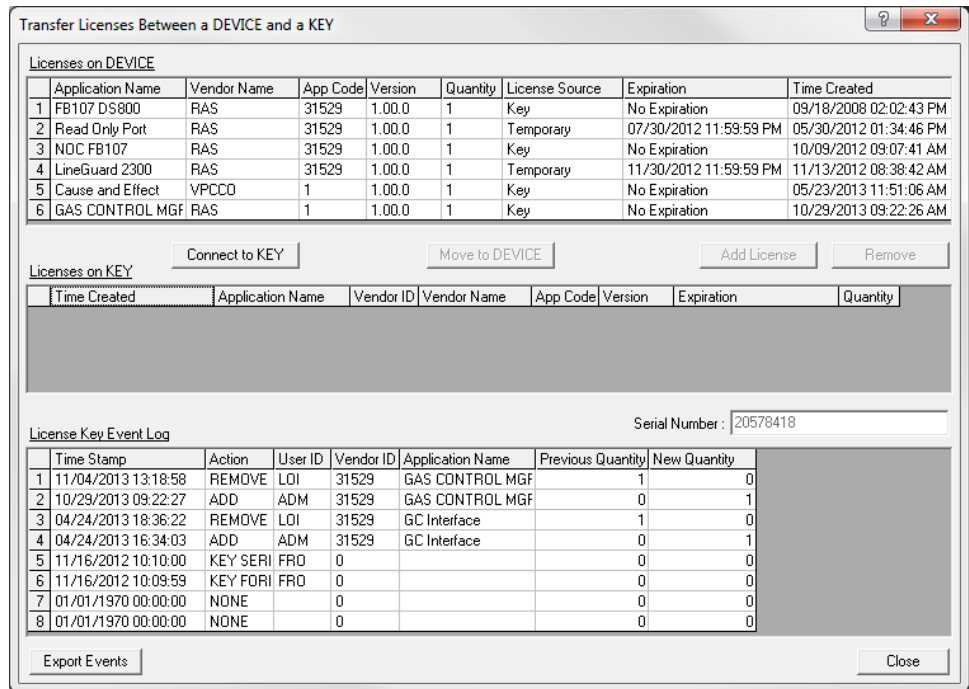 Transfer Licenses Between a DEVICE and a KEY
Licenses on DEVICE
Application Name Vendor Name App Code Version Quantity License Source Expiration Time Created
1 FB107 DS800 RAS 31529 1.00.0 1 Key No Expiration 09/18/2008 02:02:43 PM
2 Read Only Port RAS 31529 1.00.0 1 Temporary 07/30/2012 11:59:59 PM 05/30/2012 01:34:46 PM
3 NOC FB107 RAS 31529 1.00.0 1 Key No Expiration 10/09/2012 09:07:41 AM
4 LineGuard 2300 RAS 31529 1.00.0 1 Temporary 11/30/2012 11:59:59 PM 11/13/2012 08:38:42 AM
5 Cause and Effect VPCCO 1 1.00.0 1 Key No Expiration 05/23/2013 11:51:06 AM
6 GAS CONTROL MGF RAS 1 1.00.0 1 Key No Expiration 10/29/2013 09:22:26 AM
Connect to KEY Move to DEVICE Add License Remove
Licenses on KEY
Time Created Application Name Vendor ID Vendor Name App Code Version Expiration Quantity
Serial Number : 20578418
License Key Event Log
Time Stamp Action User ID Vendor ID Application Name Previous Quantity New Quantity
1 11/04/2013 13:18:58 REMOVE LOI 31529 GAS CONTROL MGF 1 0
2 10/29/2013 09:22:27 ADD ADM 31529 GAS CONTROL MGF 0 1
3 04/24/2013 18:36:22 REMOVE LOI 31529 GC Interface 1 0
4 04/24/2013 16:34:03 ADD ADM 31529 GC Interface 0 1
5 11/16/2012 10:10:00 KEY SERI FRO 0 0 0
6 11/16/2012 10:09:59 KEY FORI FRO 0 0 0
7 01/01/1970 00:00:00 NONE 0 0 0
8 01/01/1970 00:00:00 NONE 0 0 0
Export Events Close